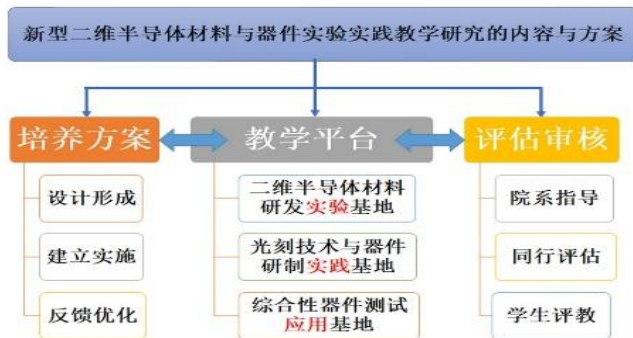 新型二维半导体材料与器件实验实践教学研究的内容与方案
培养方案
教学平台
评估审核
设计形成
建立实施
反馈优化
二维半导体材料
研发实验基地
光刻技术与器件
研制实践基地
综合性器件测试
应用基地
院系指导
同行评估
学生评教